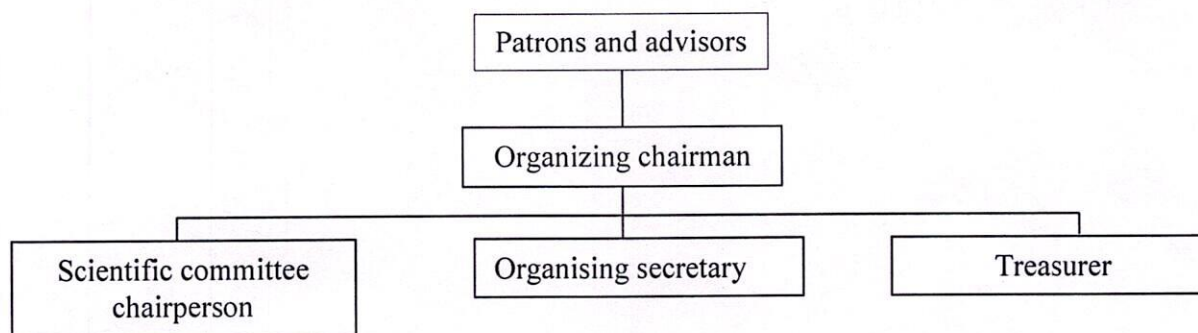 Patrons and advisors
Organizing chairman
Scientific committee
chairperson
Organising secretary
Treasurer